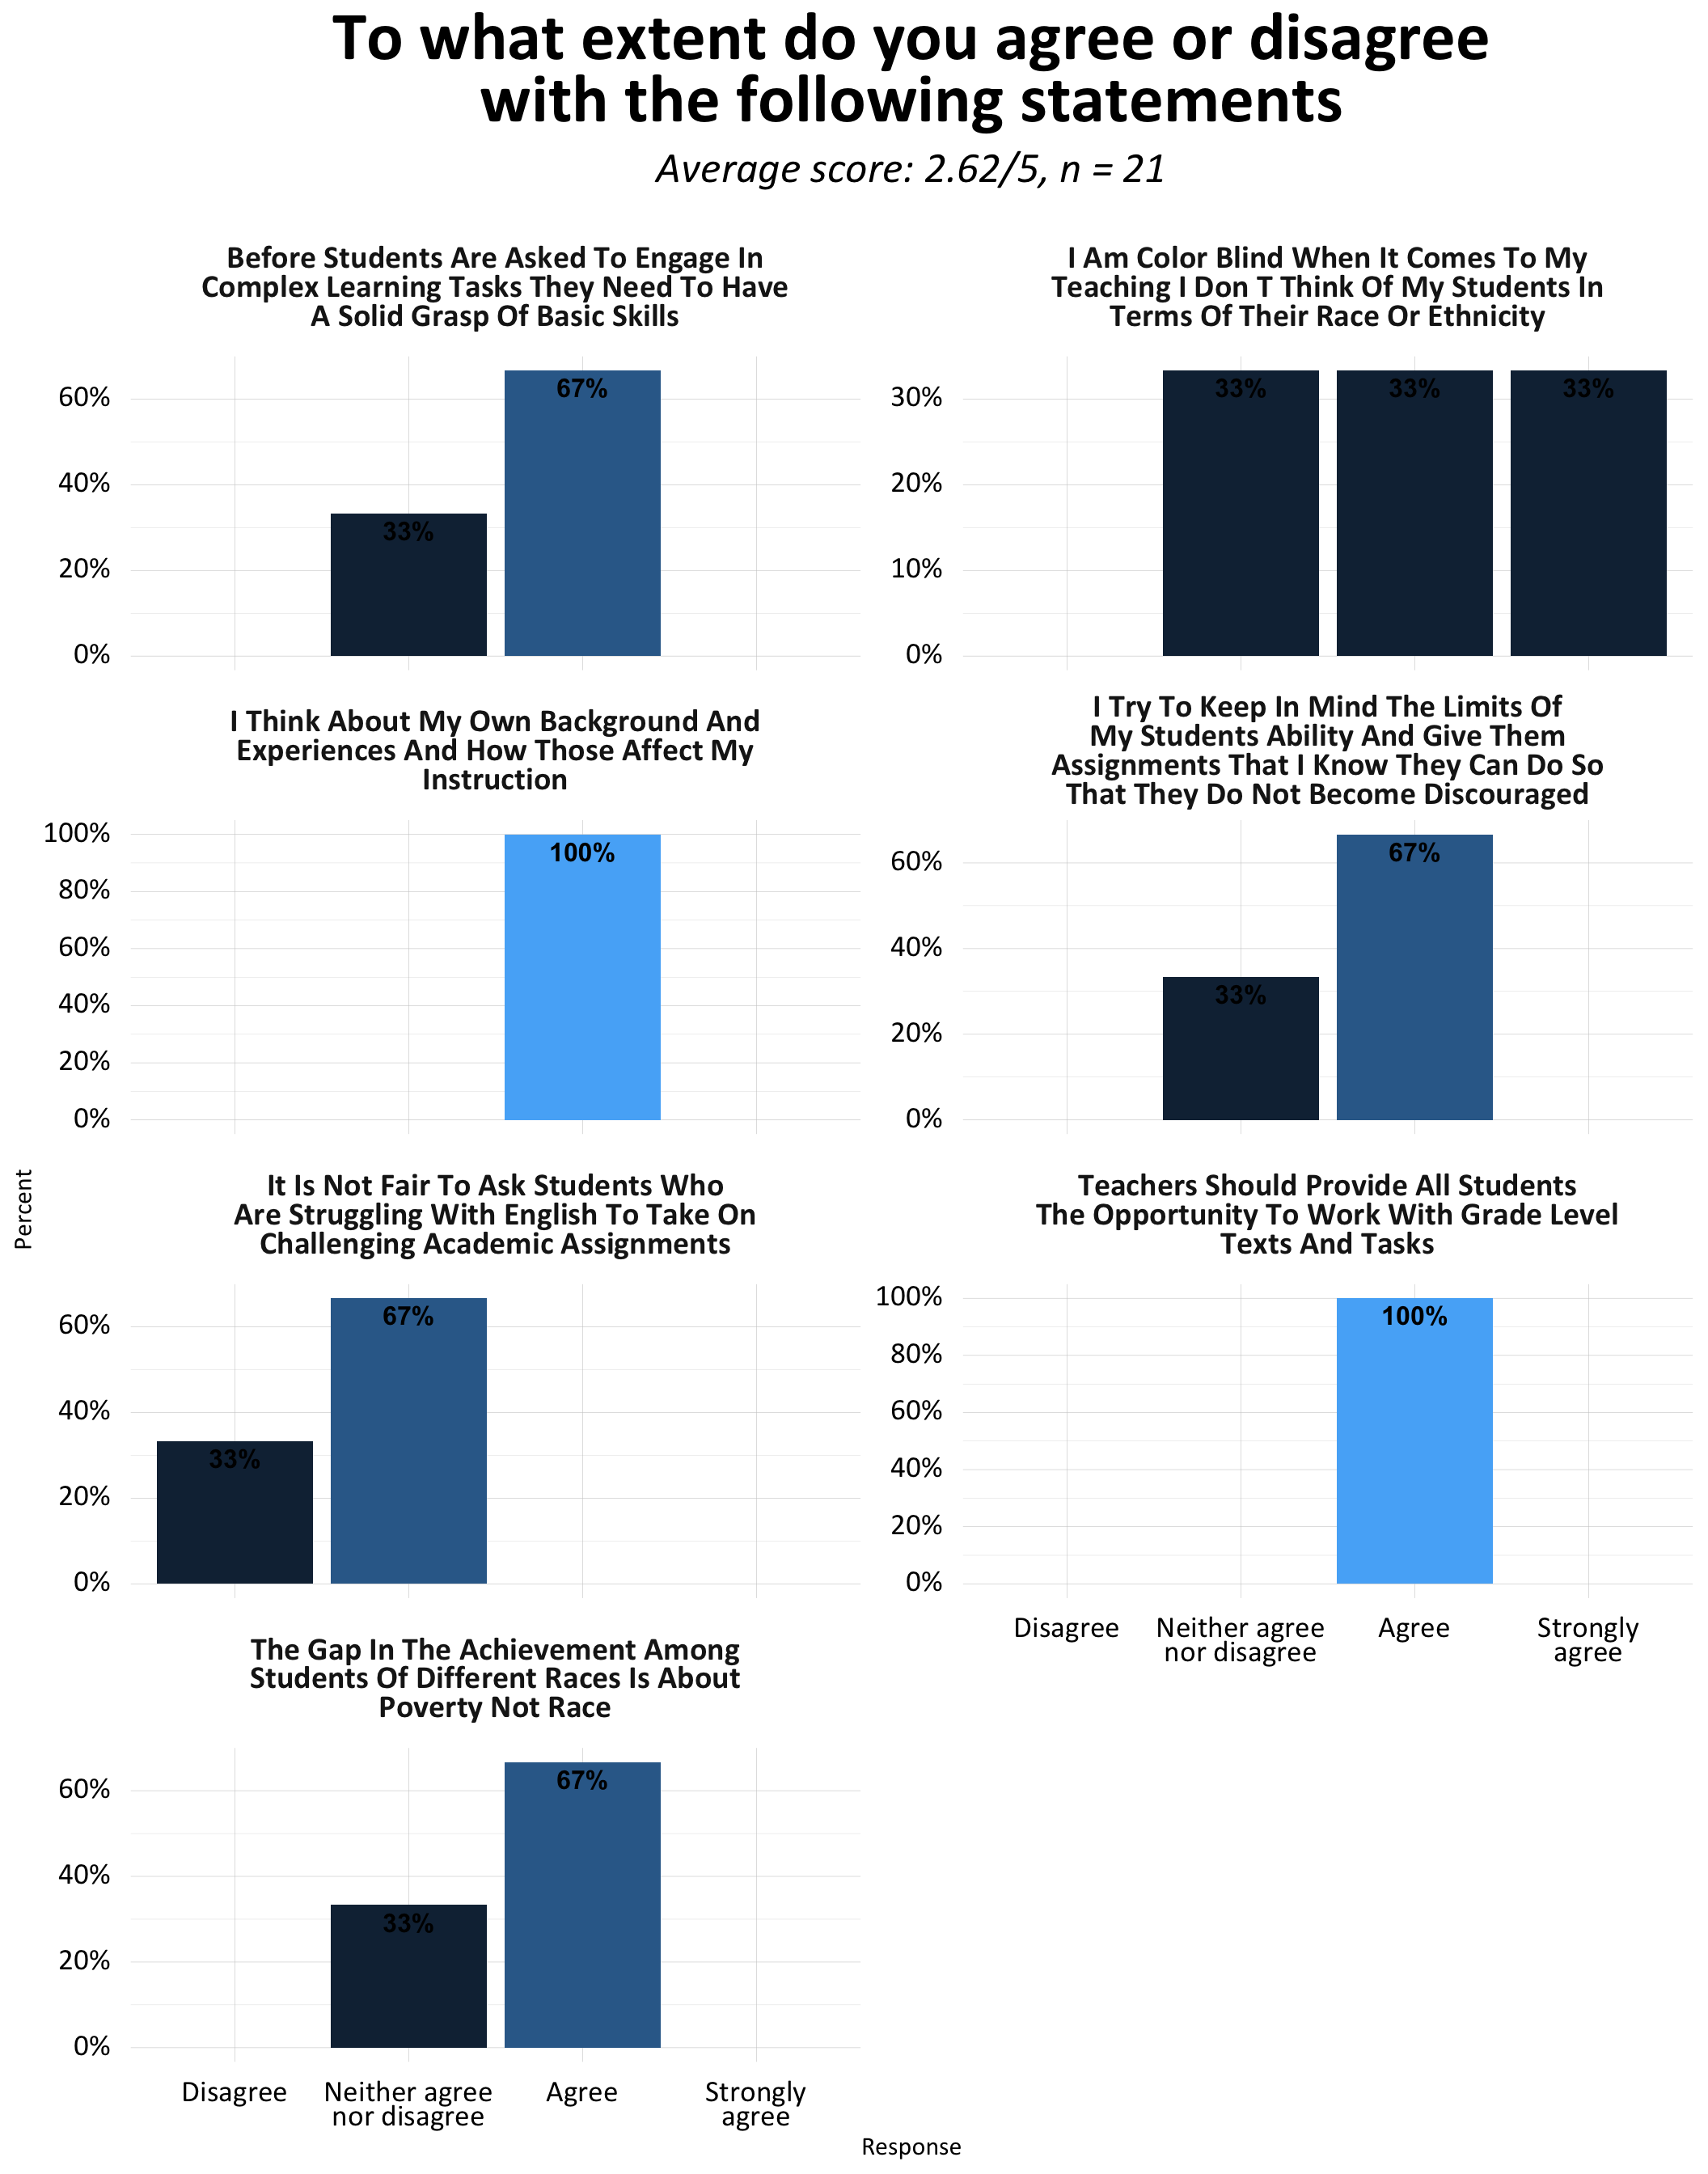 To what extent do you agree or disagree
with the following statements
Average score: 2.62/5, n = 21
Before Students Are Asked To Engage In
Complex Learning Tasks They Need To Have
A Solid Grasp Of Basic Skills
60%
40%
20%
0%
33%
67%
I Am Color Blind When It Comes To My
Teaching I Don T Think Of My Students In
Terms Of Their Race Or Ethnicity
30%
20%
10%
0%
33%
33%
33%
I Think About My Own Background And
Experiences And How Those Affect My
Instruction
100%
80%
60%
40%
20%
0%
100%
I Try To Keep In Mind The Limits Of
My Students Ability And Give Them
Assignments That I Know They Can Do So
That They Do Not Become Discouraged
60%
40%
20%
0%
33%
67%
Percent
It Is Not Fair To Ask Students Who
Are Struggling With English To Take On
Challenging Academic Assignments
60%
40%
20%
0%
33%
67%
Teachers Should Provide All Students
The Opportunity To Work With Grade Level
Texts And Tasks
100%
80%
60%
40%
20%
0%
100%
Disagree
Neither agree
nor disagree
Agree
Strongly
agree
The Gap In The Achievement Among
Students Of Different Races Is About
Poverty Not Race
60%
40%
20%
0%
33%
67%
Disagree
Neither agree
nor disagree
Agree
Strongly
agree
Response